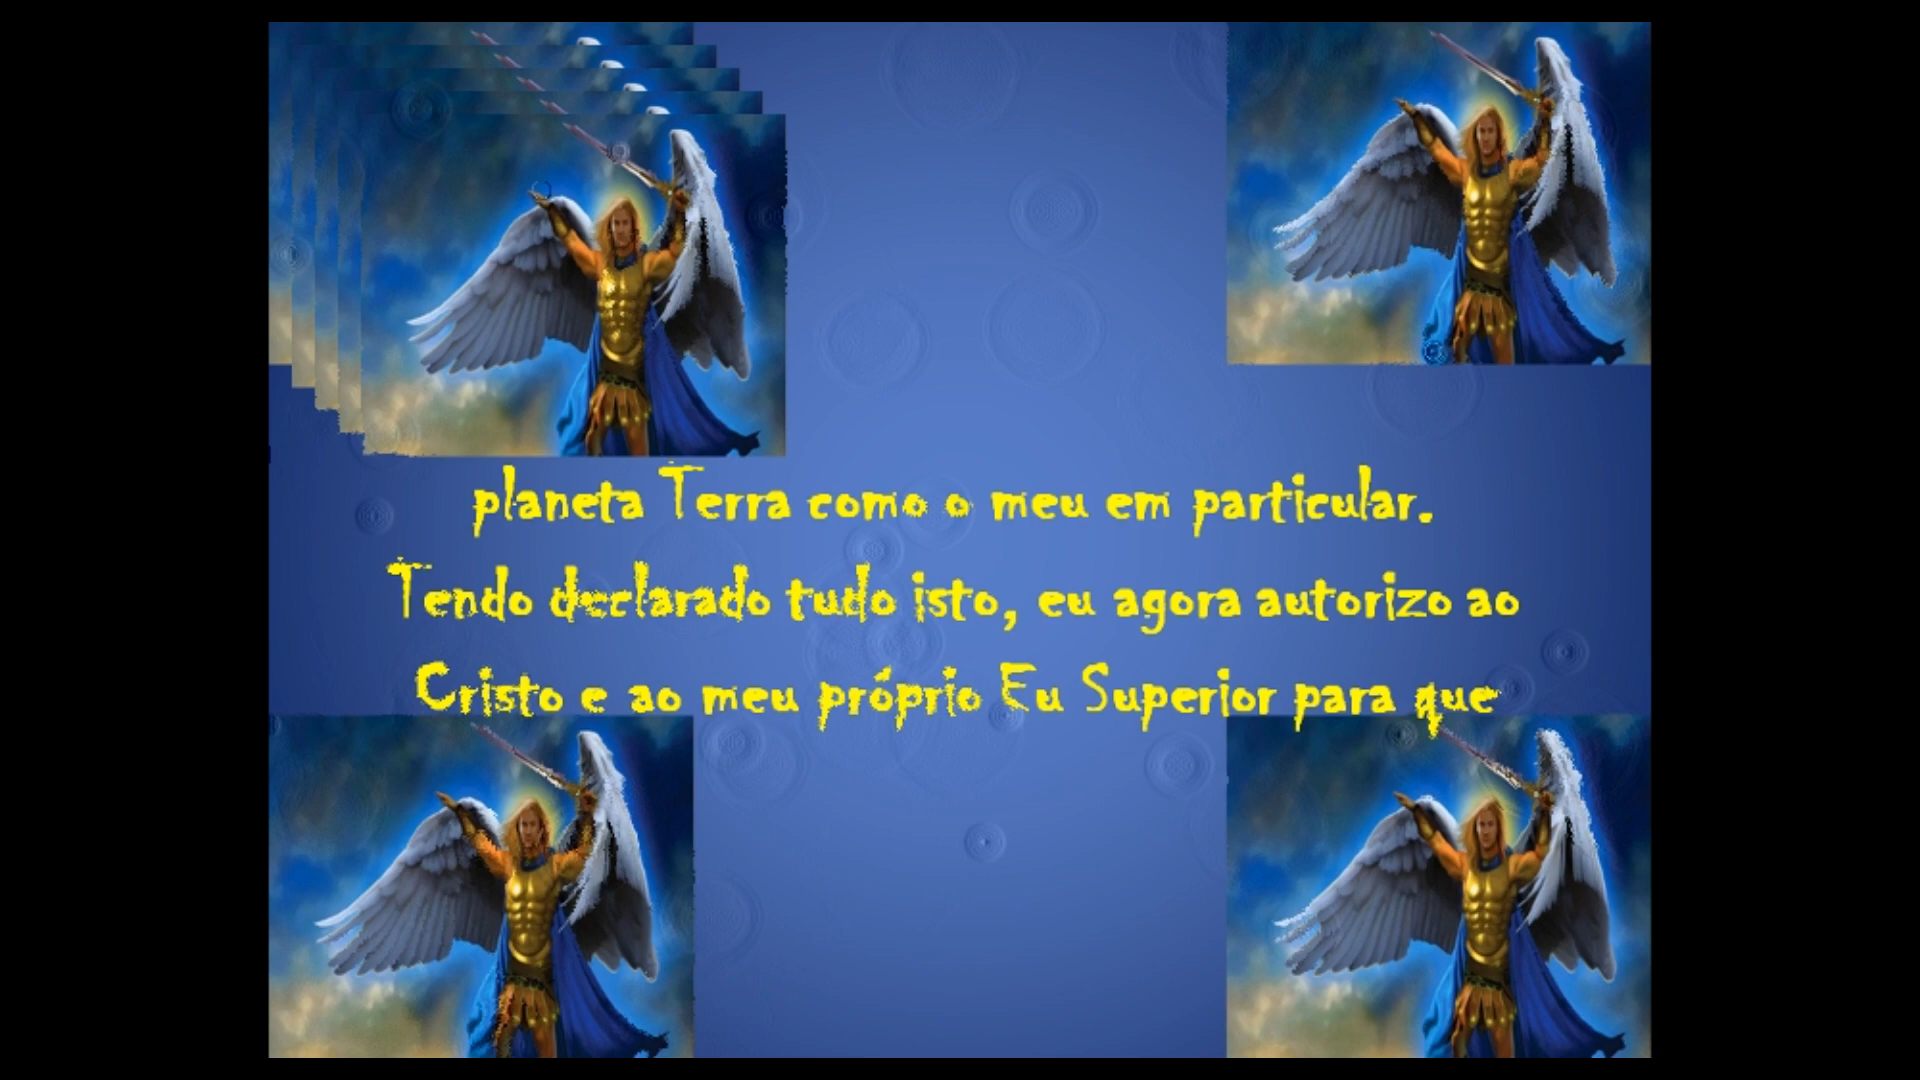 planeta Terra como o meu em particular.
Tendo declarado tudo isto, eu agora autorizo ao
Cristo e ao meu próprio Eu Superior para que